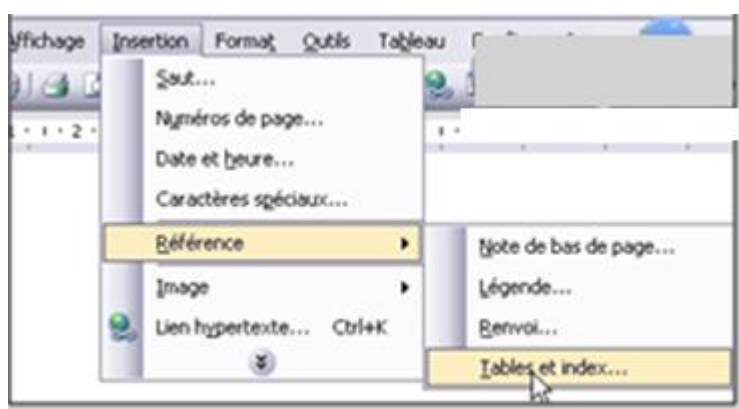 Affichage Insertion Format Outils Tableau
Saut...
Numéros de page...
Date et heure...
Caractères spéciaux...
Référence
Note de bas de page...
Image
Légende...
Lien hypertexte... Ctrl+K
Renvoi...
Tables et index...